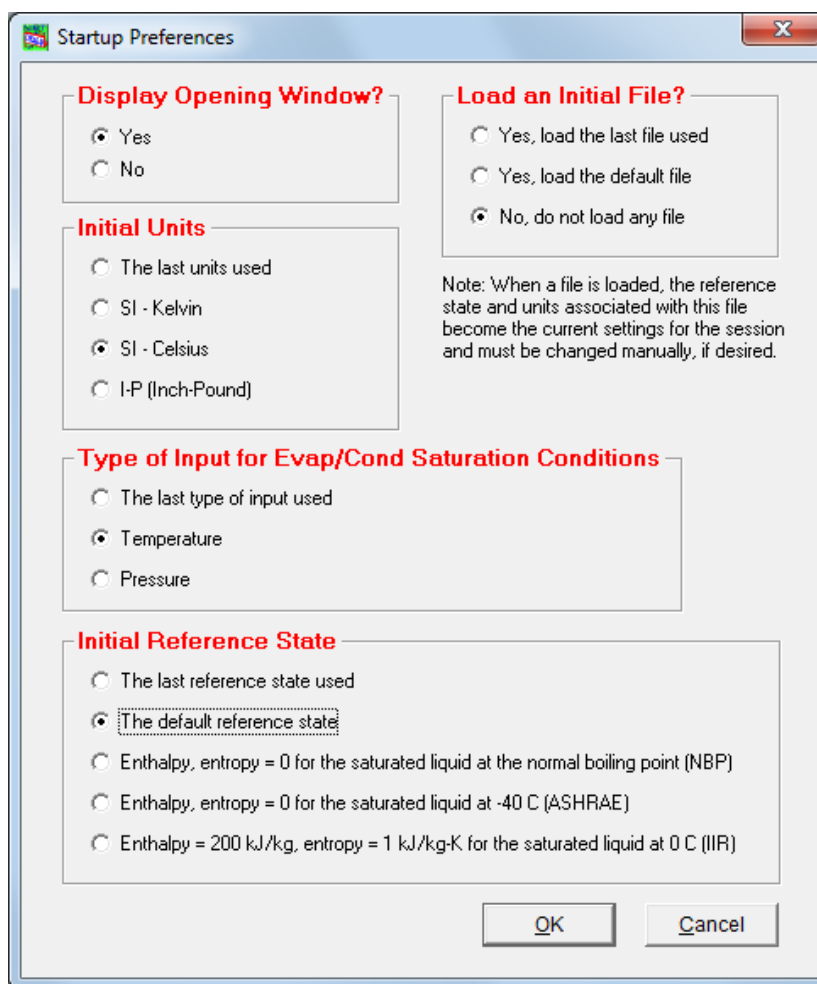 Startup Preferences
Display Opening Window?
Yes
No
Load an Initial File?
Yes, load the last file used
Yes, load the default file
No, do not load any file
Initial Units
The last units used
SI - Kelvin
SI - Celsius
I-P (Inch-Pound)
Note: When a file is loaded, the reference
state and units associated with this file
become the current settings for the session
and must be changed manually, if desired.
Type of Input for Evap/Cond Saturation Conditions
The last type of input used
Temperature
Pressure
Initial Reference State
The last reference state used
The default reference state
Enthalpy, entropy = 0 for the saturated liquid at the normal boiling point (NBP)
Enthalpy, entropy = 0 for the saturated liquid at -40 C (ASHRAE)
Enthalpy = 200 kJ/kg, entropy = 1 kJ/kg-K for the saturated liquid at 0 C (IIR)
OK
Cancel